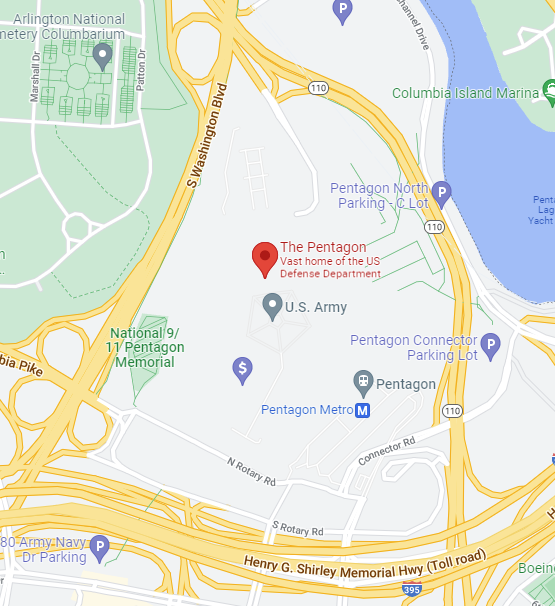 Arlington National
metery Columbarium
Marshall Dr
Patton Dr
P
hannel Drive
110
Columbia Island Marina
S Washington Blvd
Pentagon North
Parking - C Lot
P
110
Penta
Lag
Yacht
n
The Pentagon
Vast home of the US
Defense Department
U.S. Army
National 9/
11 Pentagon
Memorial
Pentagon Connector
Parking Lot
P
bia Pike
$
Pentagon
Pentagon Metro
M
110
Connector Rd
N Rotary Rd
S Rotary Rd
80 Army Navy
Dr Parking
P
Henry G. Shirley Memorial Hwy (Toll road)
H
395
Boein